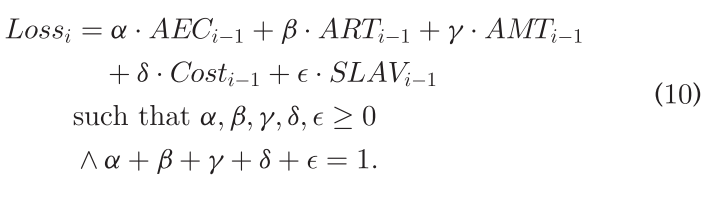 Loss_i = α · AEC_{i−1} + β · ART_{i−1} + γ · AMT_{i−1}
+ δ · Cost_{i−1} + ϵ · SLAV_{i−1}
(10)
such that α, β, γ, δ, ϵ ≥ 0
∧ α + β + γ + δ + ϵ = 1.